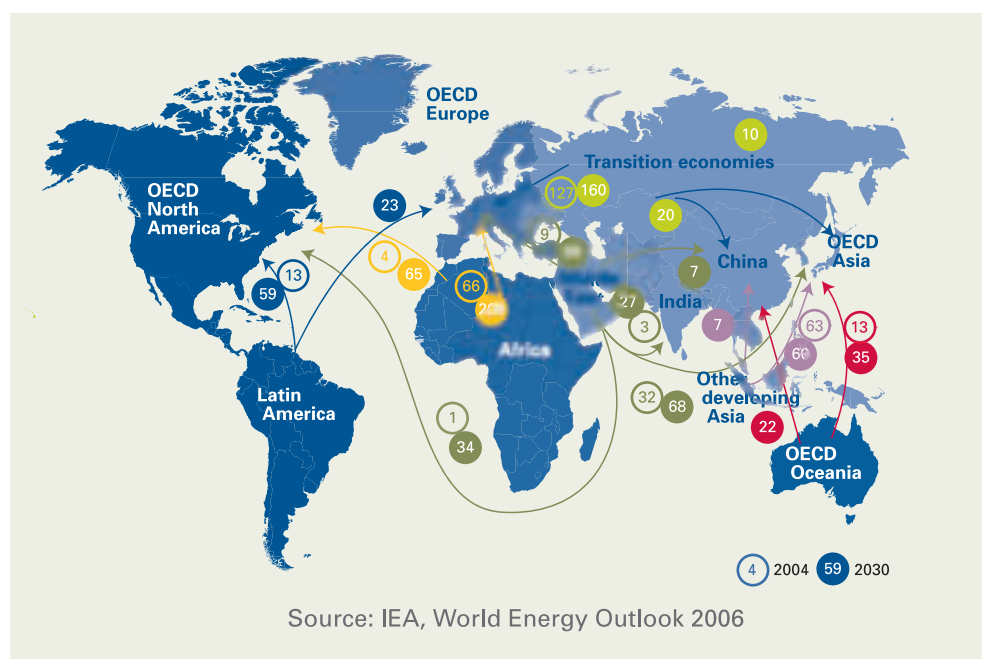 OECD
Europe
10
Transition economies
OECD
North
America
127
160
23
20
9
OECD
Asia
China
4
65
7
13
59
66
27
India
3
7
63
13
35
Africa
Other
developing
Asia
Latin
America
32
68
1
34
22
OECD
Oceania
4
2004
59
2030
Source: IEA, World Energy Outlook 2006